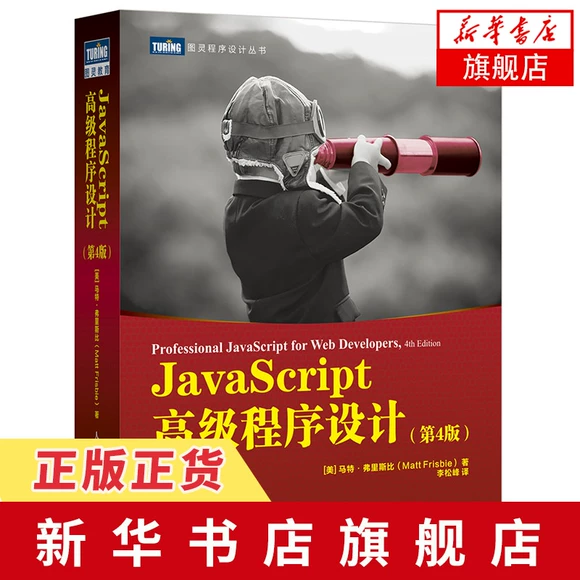 新华书店
旗舰店
TURING
图灵教育
TURING 图灵程序设计丛书
JavaScript
高级程序设计
(第4版)
[美] 马特·弗里斯比(Matt Frisbie) 著
Professional JavaScript for Web Developers, 4th Edition
JavaScript
高级程序设计(第4版)
[美] 马特·弗里斯比(Matt Frisbie) 著
李松峰 译
正版正货
新华书店旗舰店